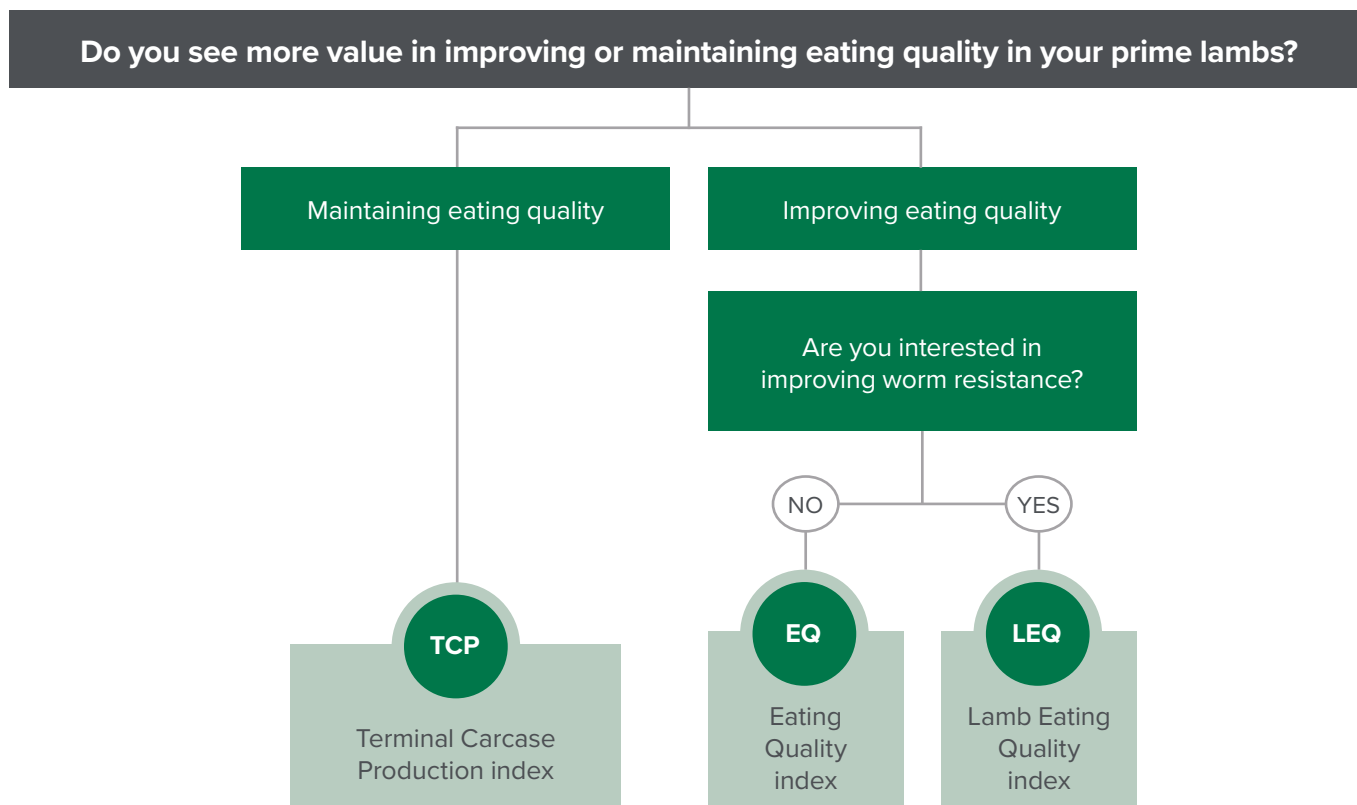 Do you see more value in improving or maintaining eating quality in your prime lambs?
Maintaining eating quality
Improving eating quality
Are you interested in
improving worm resistance?
NO
YES
TCP
Terminal Carcase
Production index
EQ
Eating
Quality
index
LEQ
Lamb Eating
Quality
index